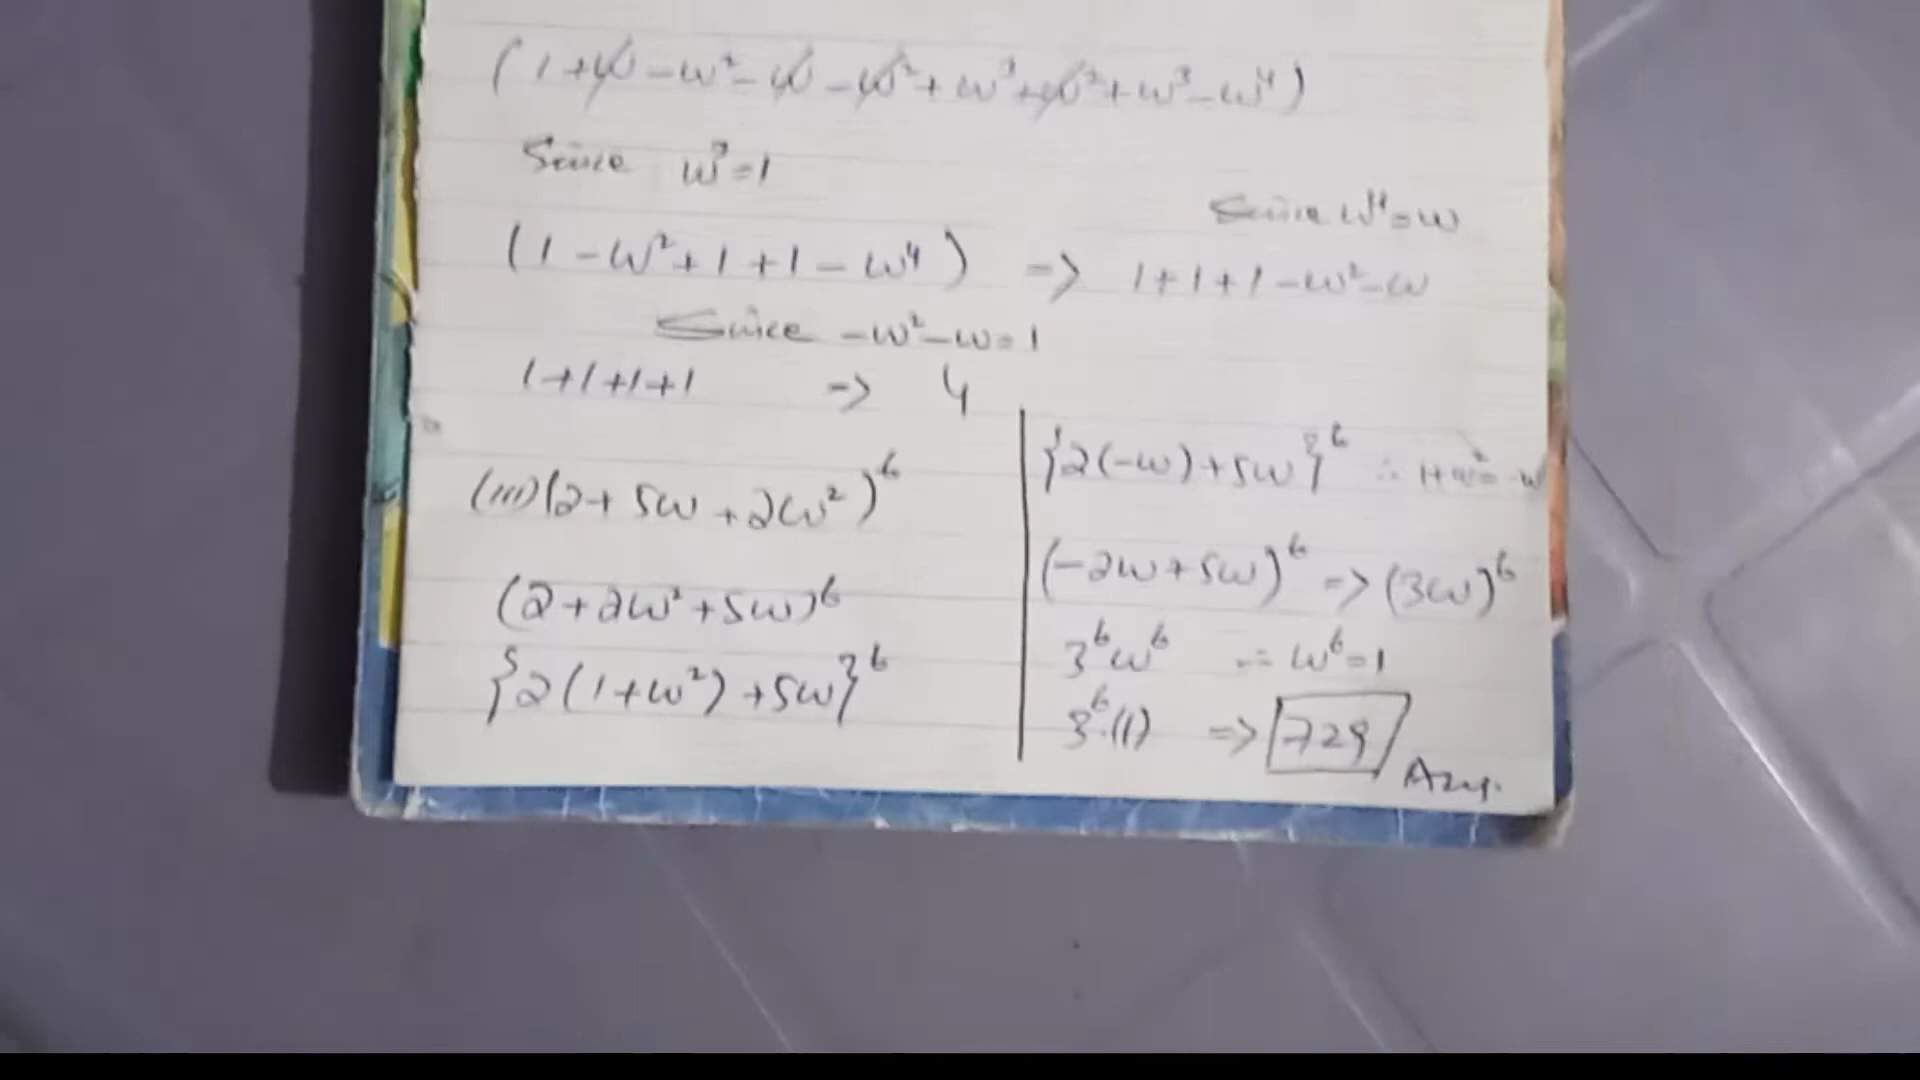 (1+ω-ω²-ω-ω²+ω³+ω²+ω³-ω⁴)
Since ω³=1
Since ω⁴=ω
(1-ω²+1+1-ω⁴) => 1+1+1-ω²-ω
Since -ω²-ω=1
1+1+1+1 => 4
(iii)(2+5ω+2ω²)⁶
(2+2ω²+5ω)⁶
{2(1+ω²)+5ω}⁶
{2(-ω)+5ω}⁶ ∴ 1+ω²=-ω
(-2ω+5ω)⁶ => (3ω)⁶
3⁶ω⁶ ∴ ω⁶=1
3⁶.(1) => 729
Ans.